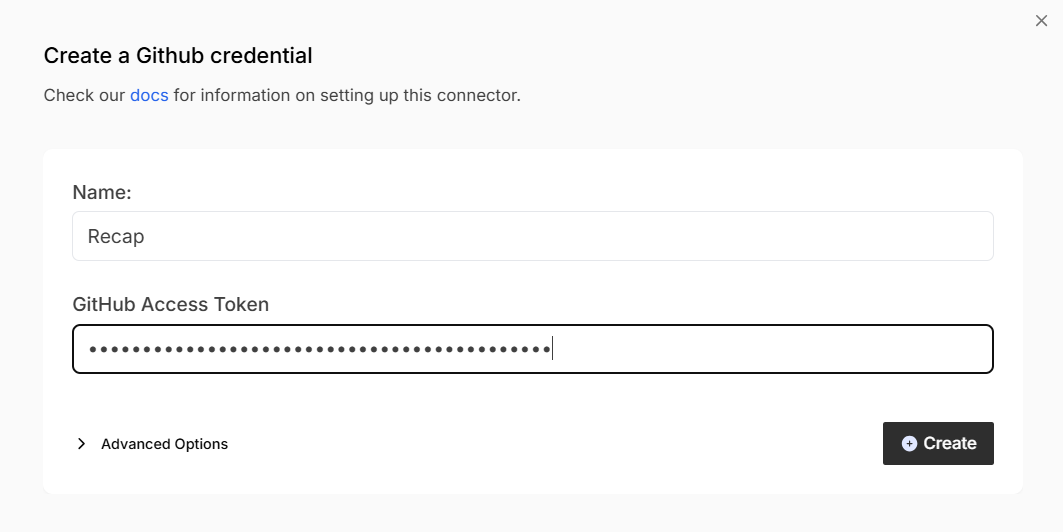 Create a Github credential
Check our docs for information on setting up this connector.
Name:
Recap
GitHub Access Token
•••••••••••••••••••••••••••••••••••••••••••
Advanced Options
Create